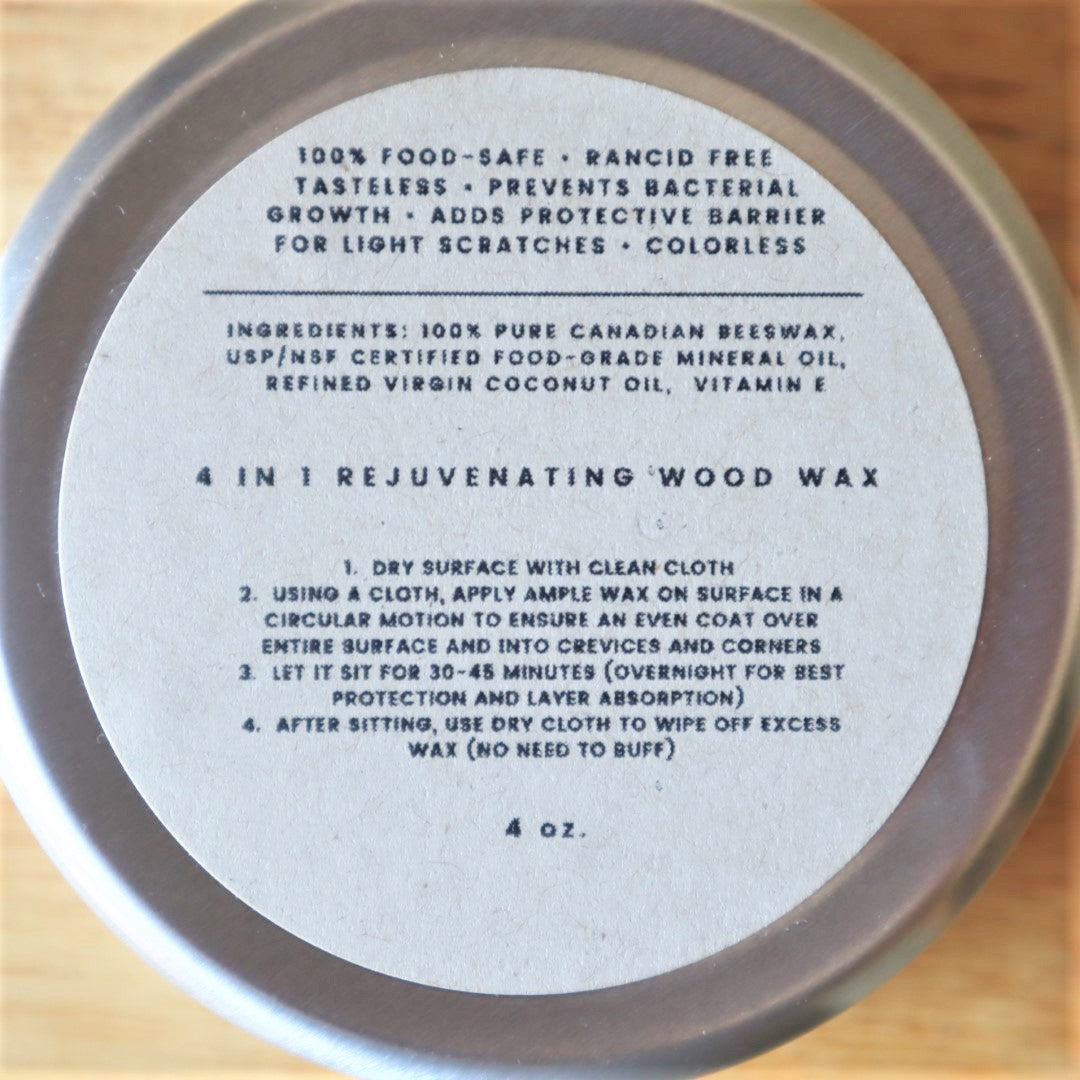 100% FOOD-SAFE • RANCID FREE
TASTELESS • PREVENTS BACTERIAL
GROWTH • ADDS PROTECTIVE BARRIER
FOR LIGHT SCRATCHES • COLORLESS
INGREDIENTS: 100% PURE CANADIAN BEESWAX,
USP/NSF CERTIFIED FOOD-GRADE MINERAL OIL,
REFINED VIRGIN COCONUT OIL, VITAMIN E
4 IN 1 REJUVENATING WOOD WAX
1. DRY SURFACE WITH CLEAN CLOTH
2. USING A CLOTH, APPLY AMPLE WAX ON SURFACE IN A
CIRCULAR MOTION TO ENSURE AN EVEN COAT OVER
ENTIRE SURFACE AND INTO CREVICES AND CORNERS
3. LET IT SIT FOR 30-45 MINUTES (OVERNIGHT FOR BEST
PROTECTION AND LAYER ABSORPTION)
4. AFTER SITTING, USE DRY CLOTH TO WIPE OFF EXCESS
WAX (NO NEED TO BUFF)
4 oz.